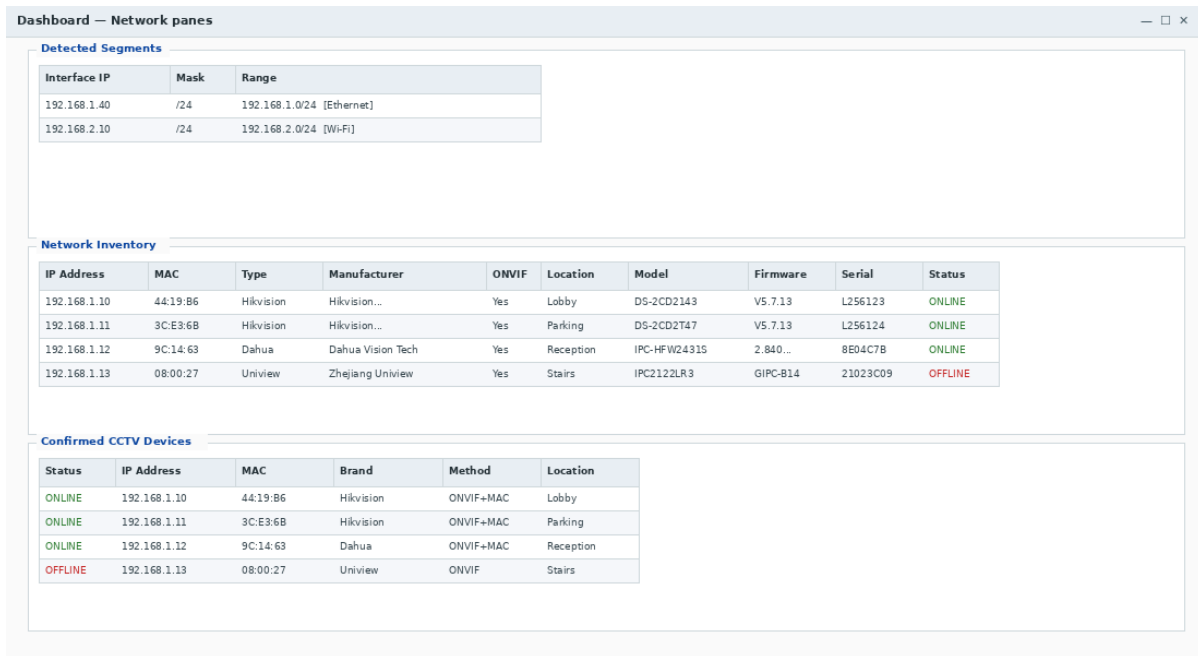 Dashboard — Network panes
Detected Segments
Interface IP Mask Range
192.168.1.40 /24 192.168.1.0/24 [Ethernet]
192.168.2.10 /24 192.168.2.0/24 [Wi-Fi]
Network Inventory
IP Address MAC Type Manufacturer ONVIF Location Model Firmware Serial Status
192.168.1.10 44:19:B6 Hikvision Hikvision... Yes Lobby DS-2CD2143 V5.7.13 L256123 ONLINE
192.168.1.11 3C:E3:6B Hikvision Hikvision... Yes Parking DS-2CD2T47 V5.7.13 L256124 ONLINE
192.168.1.12 9C:14:63 Dahua Dahua Vision Tech Yes Reception IPC-HFW2431S 2.840... 8E04C7B ONLINE
192.168.1.13 08:00:27 Uniview Zhejiang Uniview Yes Stairs IPC2122LR3 GIPC-B14 21023C09 OFFLINE
Confirmed CCTV Devices
Status IP Address MAC Brand Method Location
ONLINE 192.168.1.10 44:19:B6 Hikvision ONVIF+MAC Lobby
ONLINE 192.168.1.11 3C:E3:6B Hikvision ONVIF+MAC Parking
ONLINE 192.168.1.12 9C:14:63 Dahua ONVIF+MAC Reception
OFFLINE 192.168.1.13 08:00:27 Uniview ONVIF Stairs